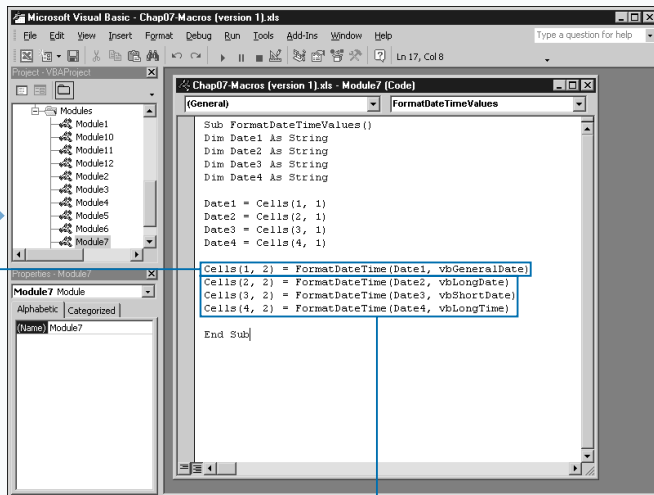 Microsoft Visual Basic - Chap07-Macros (version 1).xls
File Edit View Insert Format Debug Run Tools Add-Ins Window Help
Type a question for help
Ln 17, Col 8
Project - VBAProject
Modules
Module1
Module10
Module11
Module12
Module2
Module3
Module4
Module5
Module6
Module7
Properties - Module7
Module7 Module
Alphabetic Categorized
(Name) Module7
Chap07-Macros (version 1).xls - Module7 (Code)
(General) FormatDateTimeValues
Sub FormatDateTimeValues()
Dim Date1 As String
Dim Date2 As String
Dim Date3 As String
Dim Date4 As String
Date1 = Cells(1, 1)
Date2 = Cells(2, 1)
Date3 = Cells(3, 1)
Date4 = Cells(4, 1)
Cells(1, 2) = FormatDateTime(Date1, vbGeneralDate)
Cells(2, 2) = FormatDateTime(Date2, vbLongDate)
Cells(3, 2) = FormatDateTime(Date3, vbShortDate)
Cells(4, 2) = FormatDateTime(Date4, vbLongTime)
End Sub